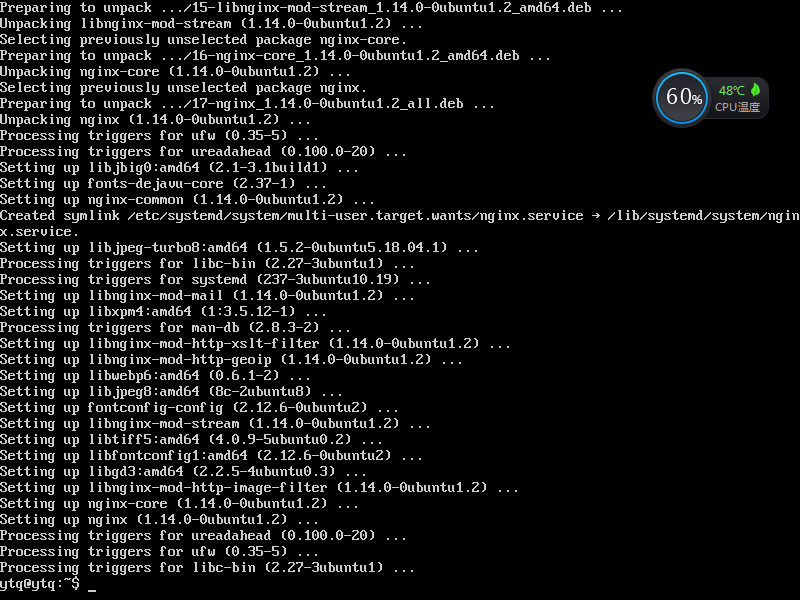 Preparing to unpack .../15-libnginx-mod-stream_1.14.0-0ubuntu1.2_amd64.deb ...
Unpacking libnginx-mod-stream (1.14.0-0ubuntu1.2) ...
Selecting previously unselected package nginx-core.
Preparing to unpack .../16-nginx-core_1.14.0-0ubuntu1.2_amd64.deb ...
Unpacking nginx-core (1.14.0-0ubuntu1.2) ...
Selecting previously unselected package nginx.
Preparing to unpack .../17-nginx_1.14.0-0ubuntu1.2_all.deb ...
Unpacking nginx (1.14.0-0ubuntu1.2) ...
Processing triggers for ufw (0.35-5) ...
Processing triggers for ureadahead (0.100.0-20) ...
Setting up libjbig0:amd64 (2.1-3.1build1) ...
Setting up fonts-dejavu-core (2.37-1) ...
Setting up nginx-common (1.14.0-0ubuntu1.2) ...
Created symlink /etc/systemd/system/multi-user.target.wants/nginx.service → /lib/systemd/system/ngin
x.service.
Setting up libjpeg-turbo8:amd64 (1.5.2-0ubuntu5.18.04.1) ...
Processing triggers for libc-bin (2.27-3ubuntu1) ...
Processing triggers for systemd (237-3ubuntu10.19) ...
Setting up libnginx-mod-mail (1.14.0-0ubuntu1.2) ...
Setting up libxpm4:amd64 (1:3.5.12-1) ...
Processing triggers for man-db (2.8.3-2) ...
Setting up libnginx-mod-http-xslt-filter (1.14.0-0ubuntu1.2) ...
Setting up libnginx-mod-http-geoip (1.14.0-0ubuntu1.2) ...
Setting up libwebp6:amd64 (0.6.1-2) ...
Setting up libjpeg8:amd64 (8c-2ubuntu8) ...
Setting up fontconfig-config (2.12.6-0ubuntu2) ...
Setting up libnginx-mod-stream (1.14.0-0ubuntu1.2) ...
Setting up libtiff5:amd64 (4.0.9-5ubuntu0.2) ...
Setting up libfontconfig1:amd64 (2.12.6-0ubuntu2) ...
Setting up libgd3:amd64 (2.2.5-4ubuntu0.3) ...
Setting up libnginx-mod-http-image-filter (1.14.0-0ubuntu1.2) ...
Setting up nginx-core (1.14.0-0ubuntu1.2) ...
Setting up nginx (1.14.0-0ubuntu1.2) ...
Processing triggers for ureadahead (0.100.0-20) ...
Processing triggers for ufw (0.35-5) ...
Processing triggers for libc-bin (2.27-3ubuntu1) ...
ytq@ytq:~$ _
60%
48℃
CPU温度